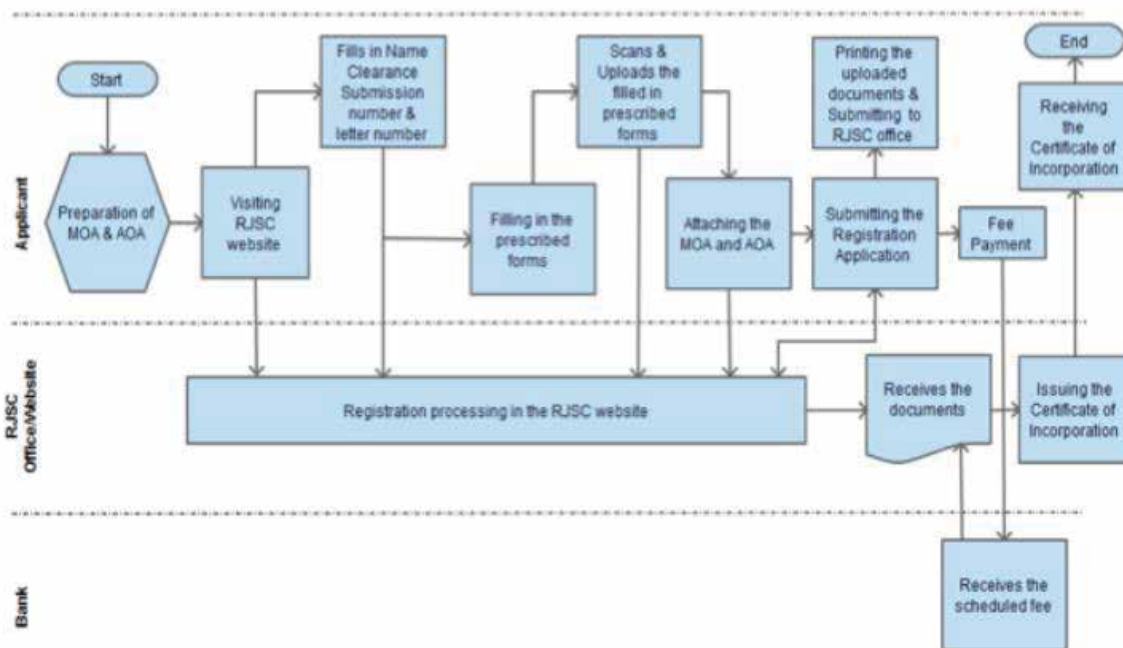 Start
Preparation of
MOA & AOA
Visiting
RJSC
website
Fills in Name
Clearance
Submission
number &
letter number
Filling in the
prescribed
forms
Scans &
Uploads the
filled in
prescribed forms
Attaching the
MOA and AOA
Printing the
uploaded
documents &
Submitting to
RJSC office
Submitting the
Registration
Application
Fee
Payment
End
Receiving
the
Certificate of
Incorporation
Applicant
RJSC
Office/Website
Registration processing in the RJSC website
Receives the
documents
Issuing the
Certificate of
Incorporation
Bank
Receives the
scheduled fee